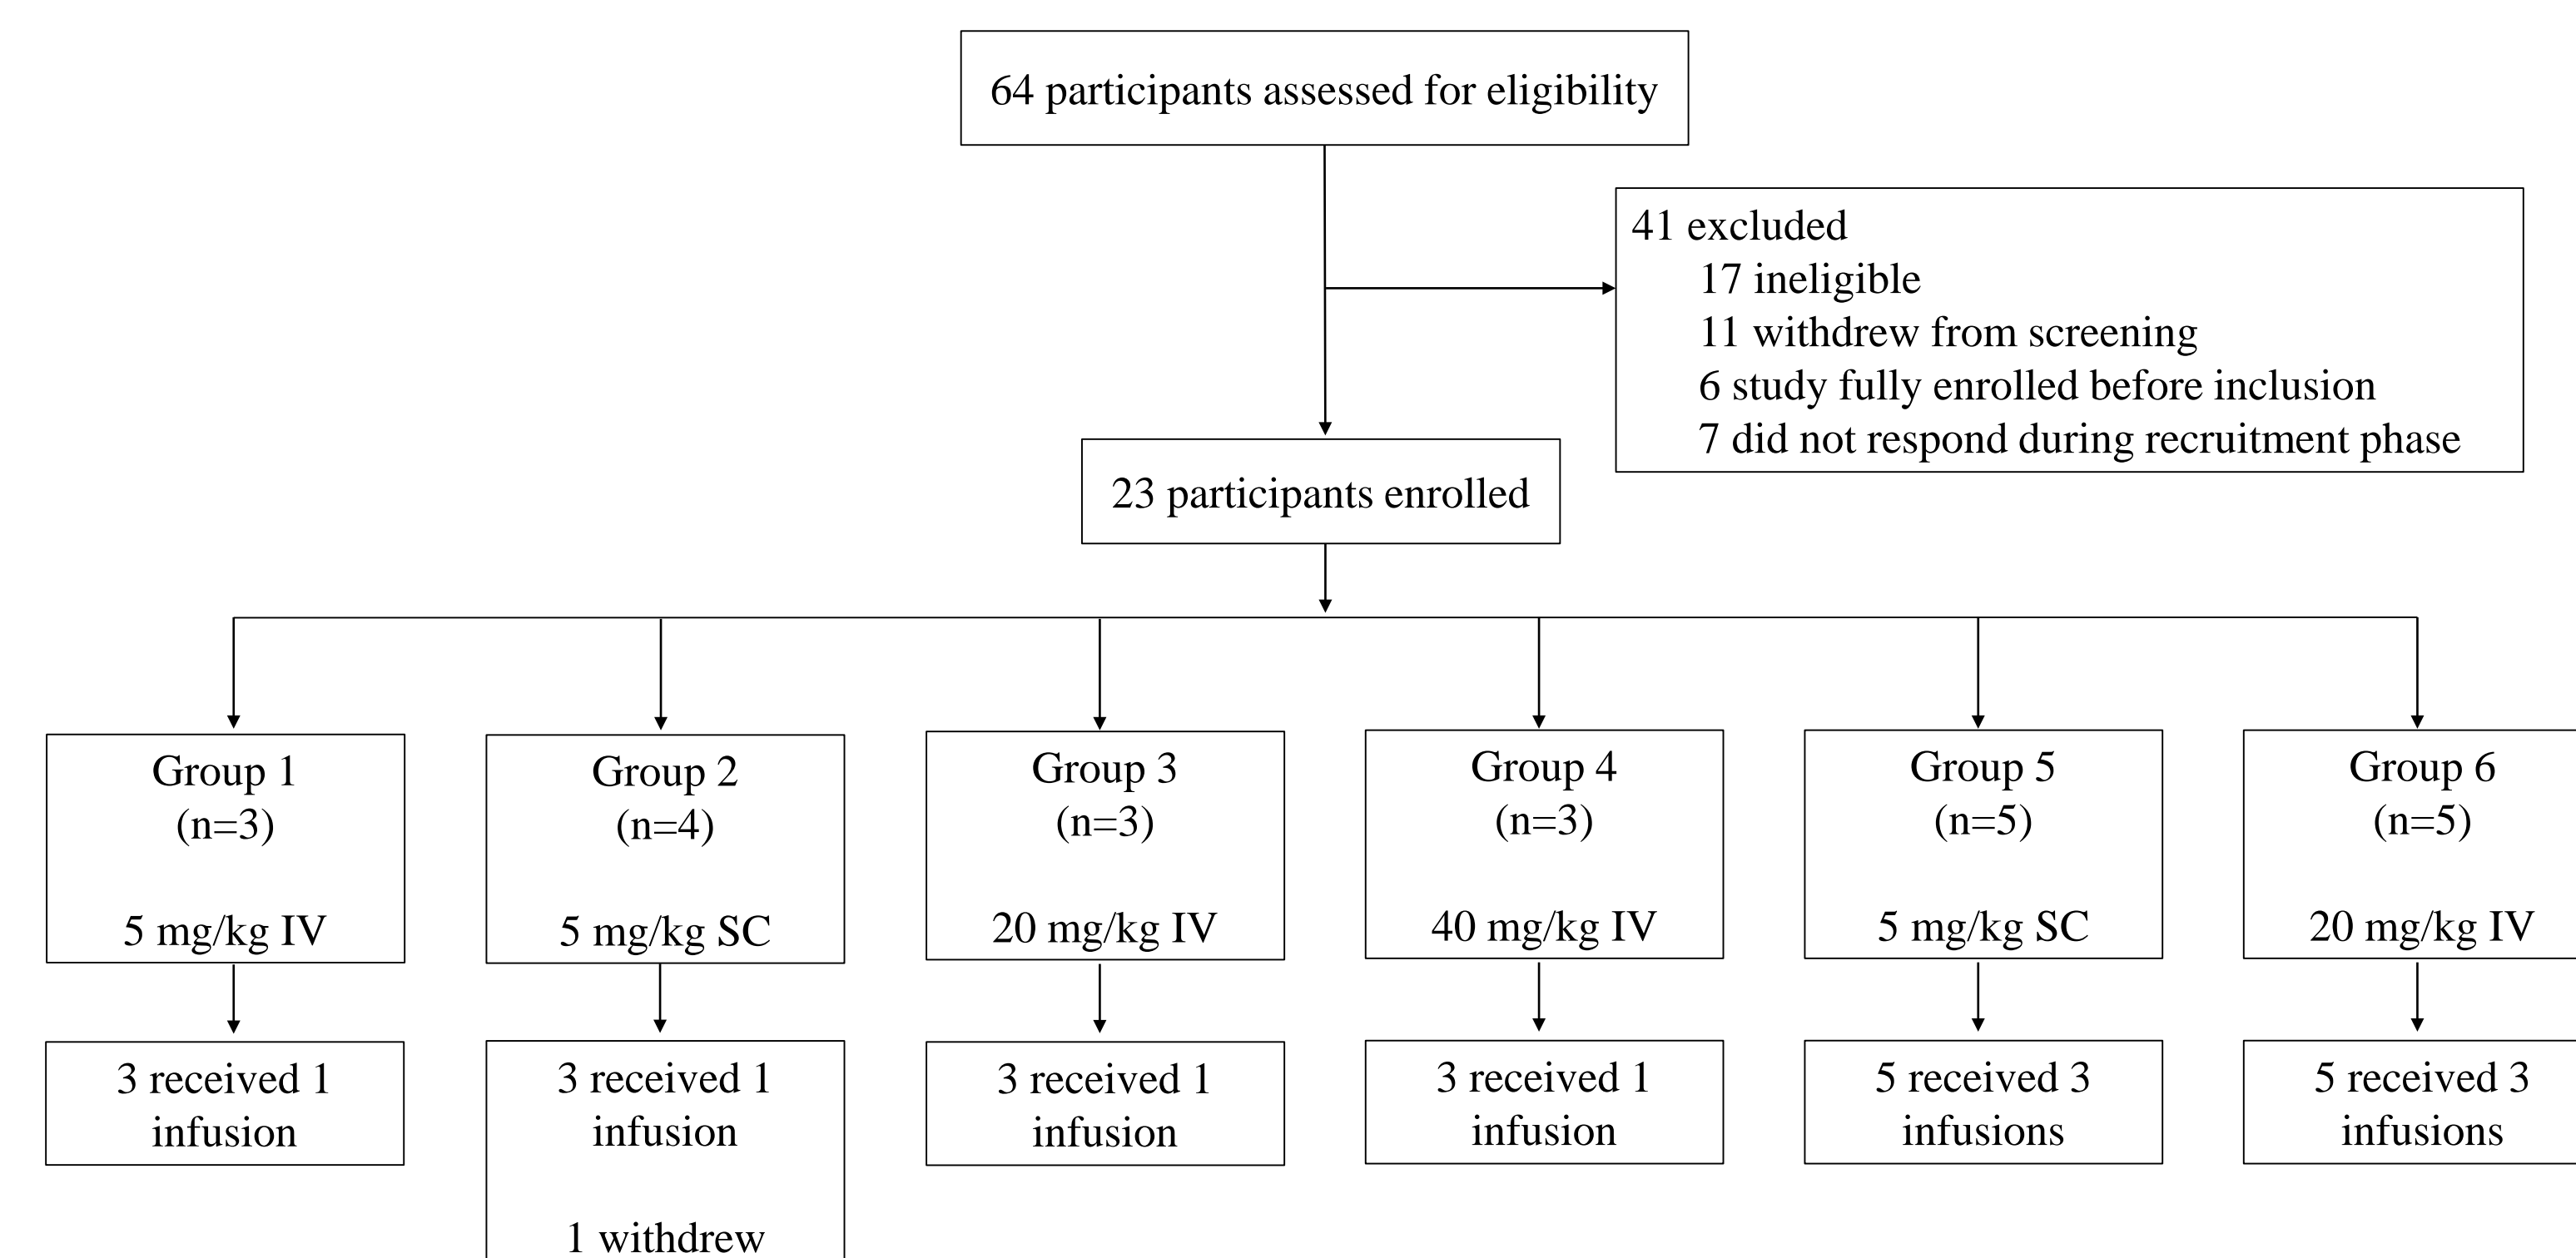 64 participants assessed for eligibility
41 excluded
17 ineligible
11 withdrew from screening
6 study fully enrolled before inclusion
7 did not respond during recruitment phase
23 participants enrolled
Group 1
(n=3)
5 mg/kg IV
Group 2
(n=4)
5 mg/kg SC
Group 3
(n=3)
20 mg/kg IV
Group 4
(n=3)
40 mg/kg IV
Group 5
(n=5)
5 mg/kg SC
Group 6
(n=5)
20 mg/kg IV
3 received 1
infusion
3 received 1
infusion
1 withdrew
3 received 1
infusion
3 received 1
infusion
5 received 3
infusions
5 received 3
infusions